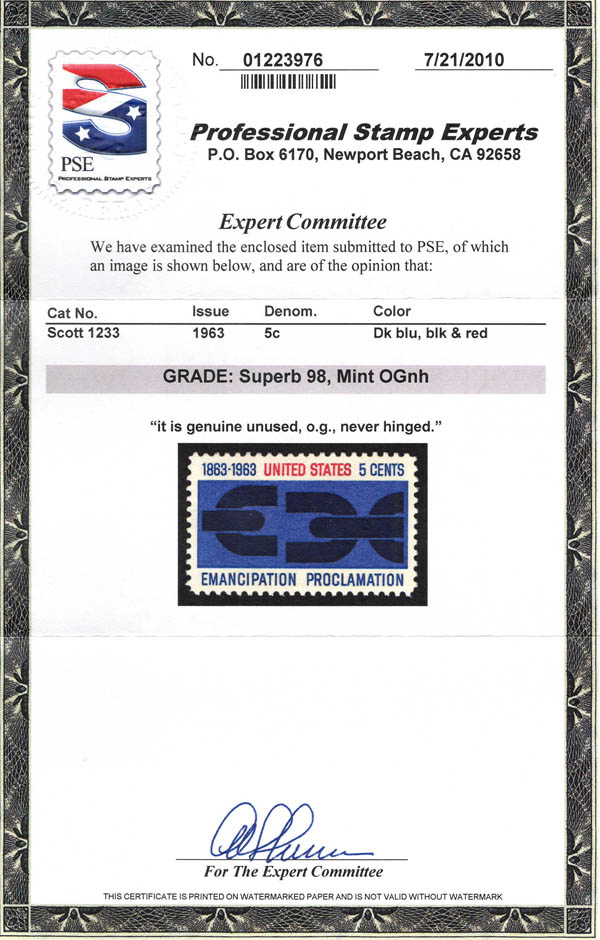 No. 01223976 7/21/2010
PSE
PROFESSIONAL STAMP EXPERTS
Professional Stamp Experts
P.O. Box 6170, Newport Beach, CA 92658
Expert Committee
We have examined the enclosed item submitted to PSE, of which
an image is shown below, and are of the opinion that:
Cat No. Issue Denom. Color
Scott 1233 1963 5c Dk blu, blk & red
GRADE: Superb 98, Mint OGnh
“it is genuine unused, o.g., never hinged.”
1863-1963 UNITED STATES 5 CENTS
EMANCIPATION PROCLAMATION
For The Expert Committee
THIS CERTIFICATE IS PRINTED ON WATERMARKED PAPER AND IS NOT VALID WITHOUT WATERMARK